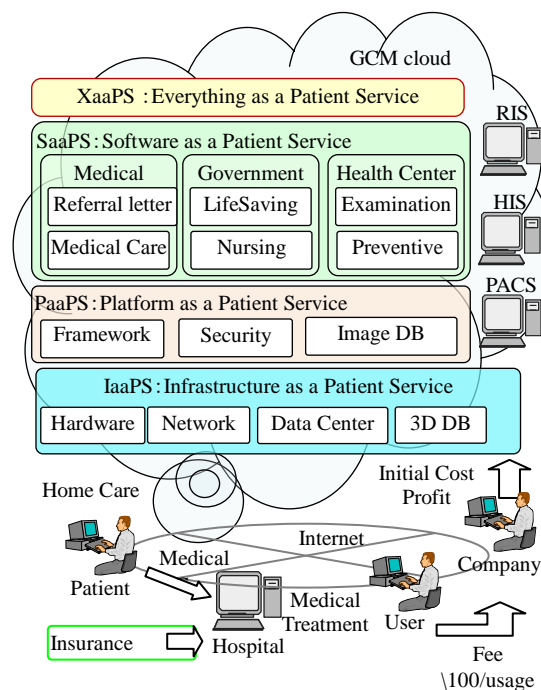 GCM cloud
XaaPS：Everything as a Patient Service
RIS
SaaPS：Software as a Patient Service
Medical
Government
Health Center
Referral letter
LifeSaving
Examination
HIS
Medical Care
Nursing
Preventive
PACS
PaaPS：Platform as a Patient Service
Framework
Security
Image DB
IaaPS：Infrastructure as a Patient Service
Hardware
Network
Data Center
3D DB
Initial Cost
Profit
Home Care
Internet
Company
Medical
Patient
Medical
Treatment
User
Insurance
Hospital
Fee
\100/usage